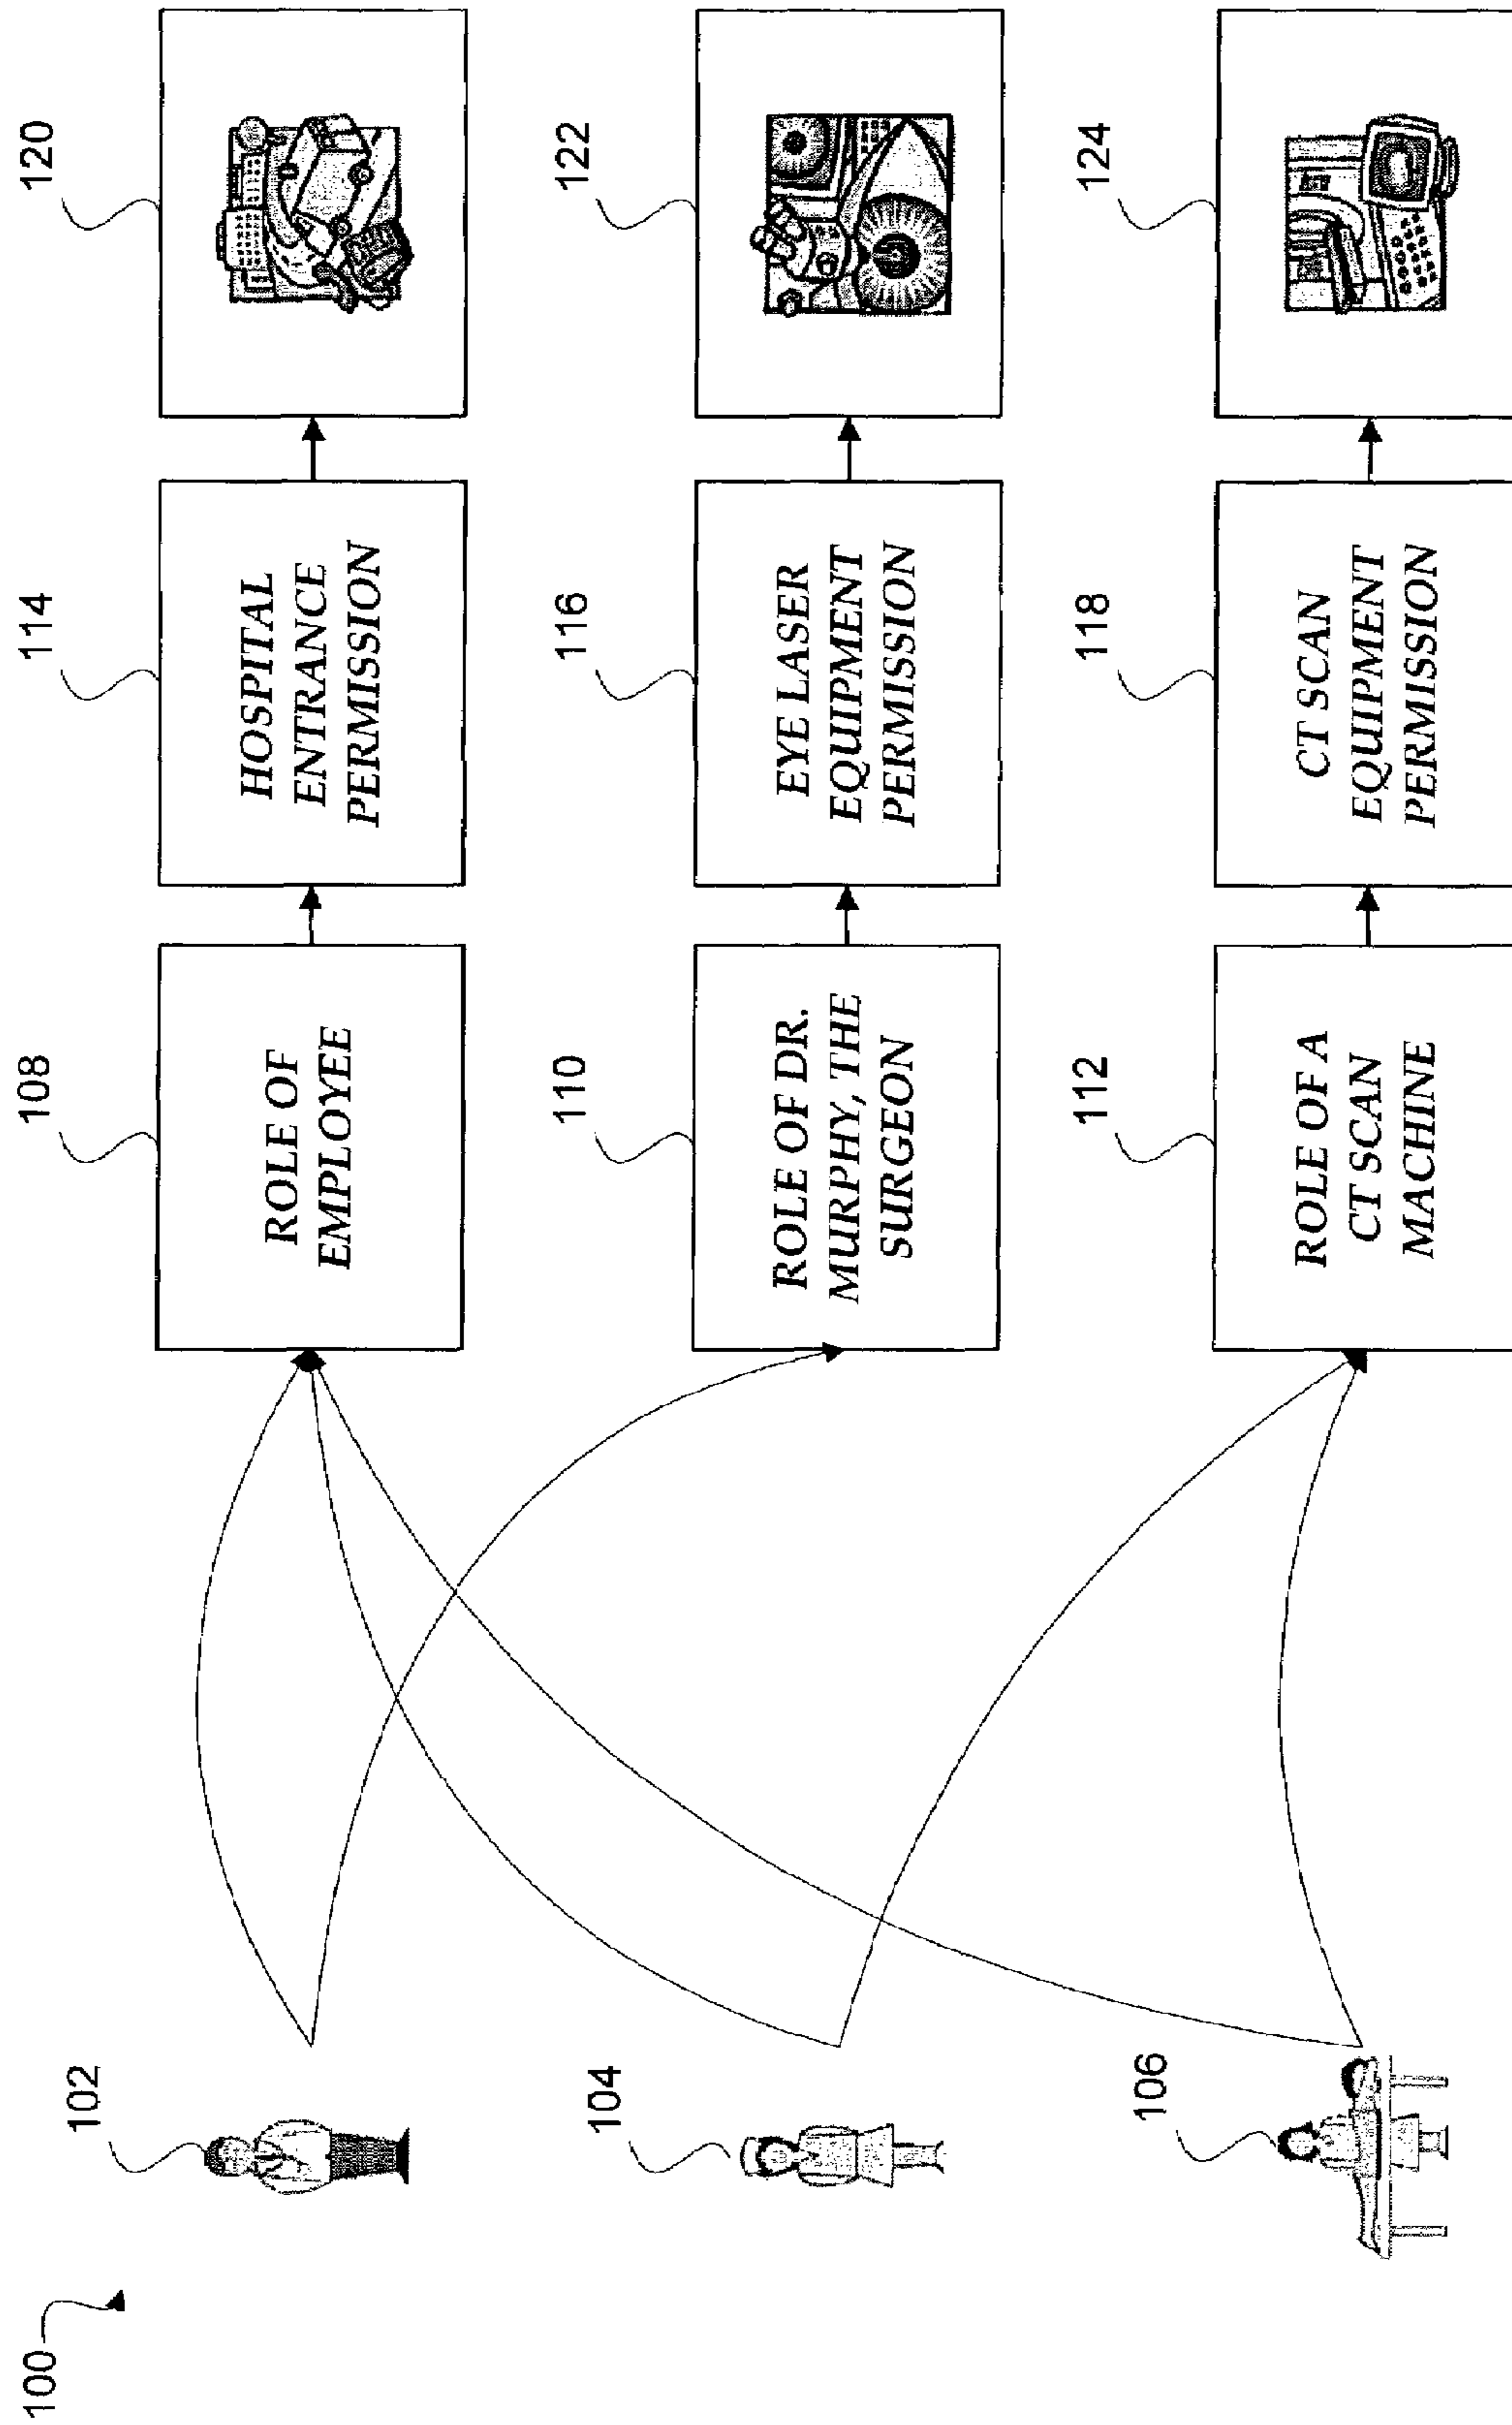 100
102
108
ROLE OF
EMPLOYEE
114
HOSPITAL
ENTRANCE
PERMISSION
120
104
110
ROLE OF DR.
MURPHY, THE
SURGEON
116
EYE LASER
EQUIPMENT
PERMISSION
122
106
112
ROLE OF A
CT SCAN
MACHINE
118
CT SCAN
EQUIPMENT
PERMISSION
124